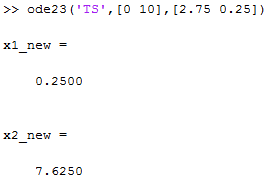 >> ode23('TS',[0 10],[2.75 0.25])
x1_new =
0.2500
x2_new =
7.6250